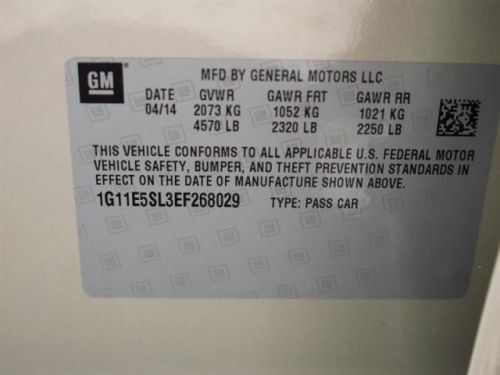 GM
MFD BY GENERAL MOTORS LLC
DATE GVWR GAWR FRT GAWR RR
04/14 2073 KG 1052 KG 1021 KG
4570 LB 2320 LB 2250 LB
THIS VEHICLE CONFORMS TO ALL APPLICABLE U.S. FEDERAL MOTOR
VEHICLE SAFETY, BUMPER, AND THEFT PREVENTION STANDARDS IN
EFFECT ON THE DATE OF MANUFACTURE SHOWN ABOVE.
1G11E5SL3EF268029 TYPE: PASS CAR